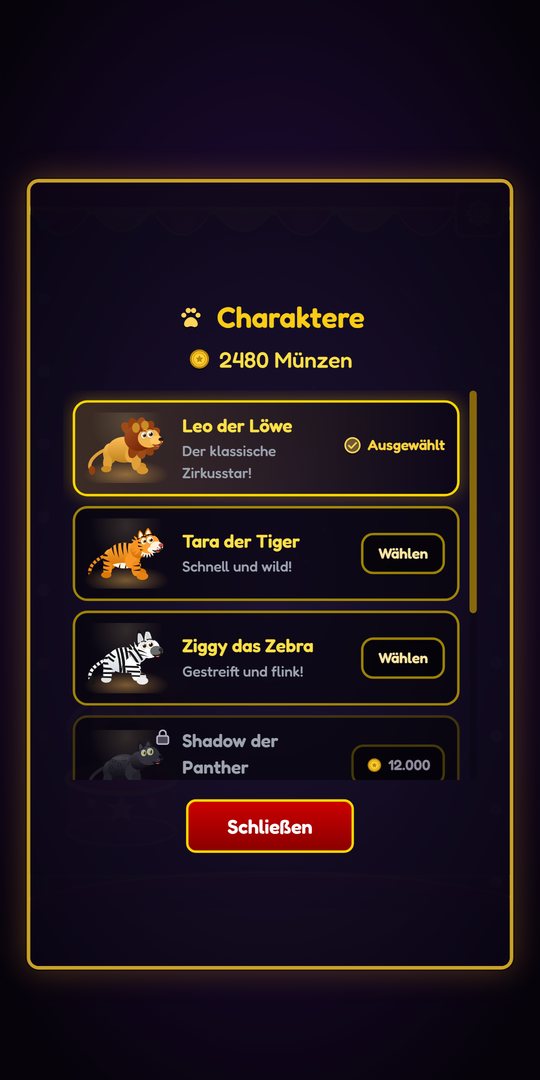 Charaktere
2480 Münzen
Leo der Löwe
Der klassische
Zirkusstar!
Ausgewählt
Tara der Tiger
Schnell und wild!
Wählen
Ziggy das Zebra
Gestreift und flink!
Wählen
Shadow der
Panther
12.000
Schließen